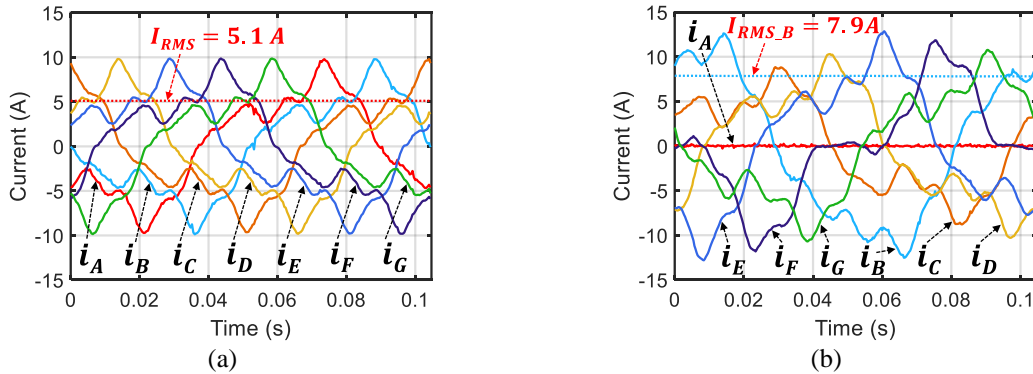 15
10
5
0
-5
-10
-15
0
0.02
0.04
0.06
0.08
0.1
Current (A)
Time (s)
I_RMS = 5.1 A
i_A
i_B
i_C
i_D
i_E
i_F
i_G
(a)
15
10
5
0
-5
-10
-15
0
0.02
0.04
0.06
0.08
0.1
Current (A)
Time (s)
i_A
I_RMS_B = 7.9A
i_E
i_F
i_G
i_B
i_C
i_D
(b)